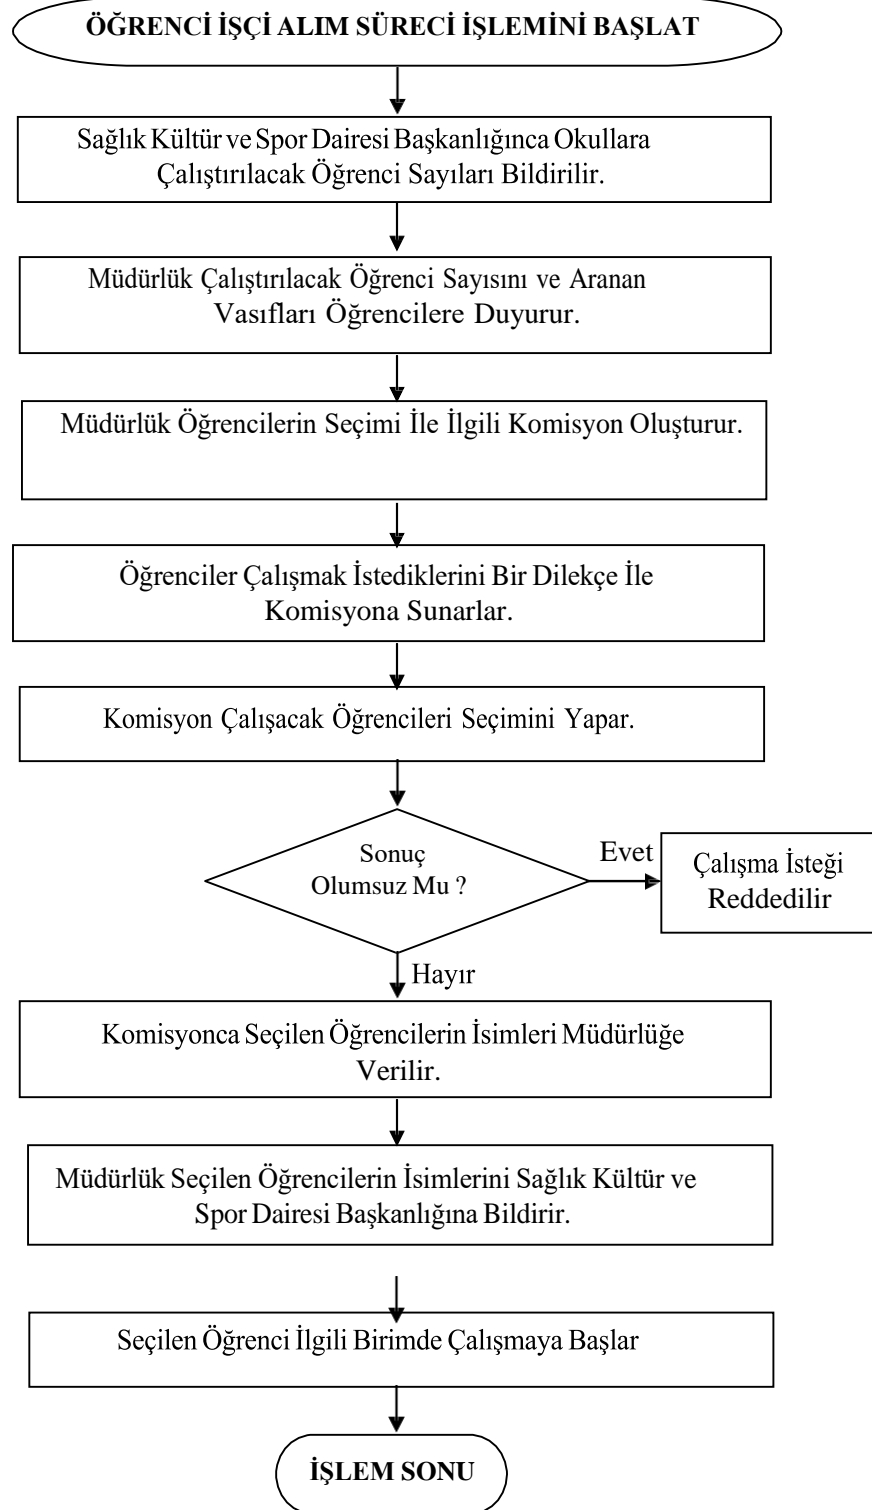 ÖĞRENCİ İŞÇİ ALIM SÜRECİ İŞLEMİNİ BAŞLAT
Sağlık Kültür ve Spor Dairesi Başkanlığınca Okullara
Çalıştırılacak Öğrenci Sayıları Bildirilir.
Müdürlük Çalıştırılacak Öğrenci Sayısını ve Aranan
Vasıfları Öğrencilere Duyurur.
Müdürlük Öğrencilerin Seçimi İle İlgili Komisyon Oluşturur.
Öğrenciler Çalışmak İstediklerini Bir Dilekçe İle
Komisyona Sunarlar.
Komisyon Çalışacak Öğrencileri Seçimini Yapar.
Sonuç
Olumsuz Mu ?
Evet
Çalışma İsteği
Reddedilir
Hayır
Komisyonca Seçilen Öğrencilerin İsimleri Müdürlüğe
Verilir.
Müdürlük Seçilen Öğrencilerin İsimlerini Sağlık Kültür ve
Spor Dairesi Başkanlığına Bildirir.
Seçilen Öğrenci İlgili Birimde Çalışmaya Başlar
İŞLEM SONU